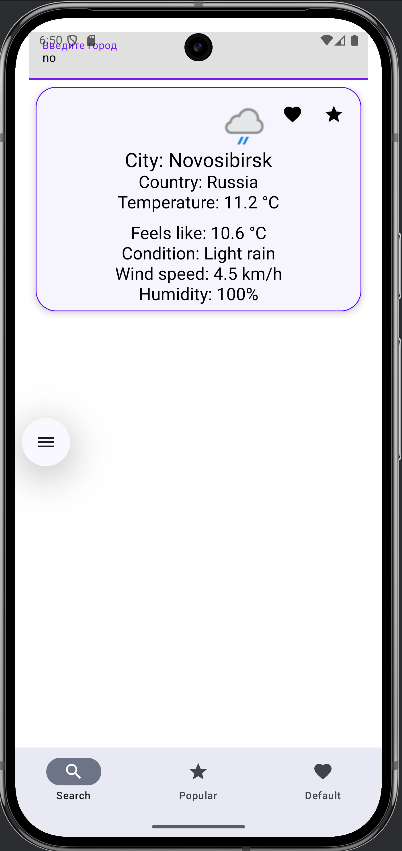 6:50
Введите город
no
City: Novosibirsk
Country: Russia
Temperature: 11.2 °C
Feels like: 10.6 °C
Condition: Light rain
Wind speed: 4.5 km/h
Humidity: 100%
Search Popular Default